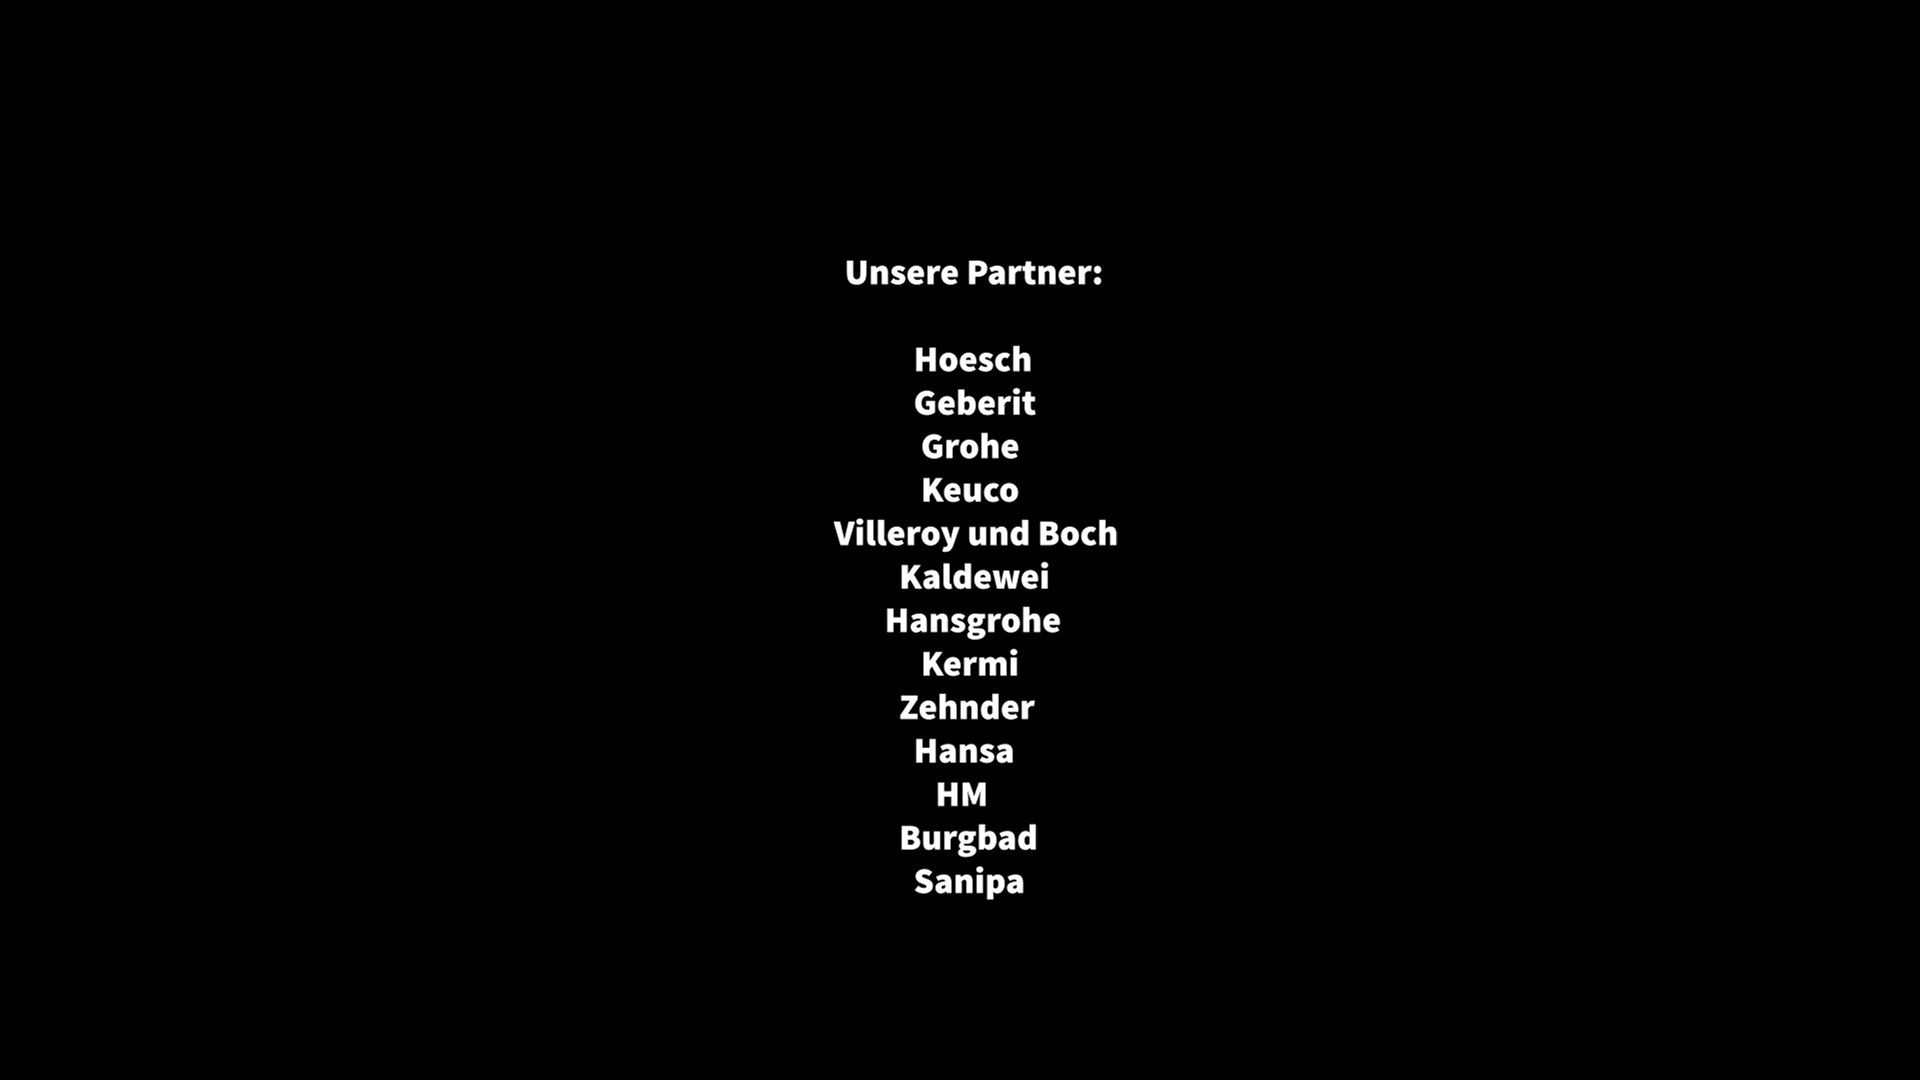 Unsere Partner:
Hoesch
Geberit
Grohe
Keuco
Villeroy und Boch
Kaldewei
Hansgrohe
Kermi
Zehnder
Hansa
HM
Burgbad
Sanipa